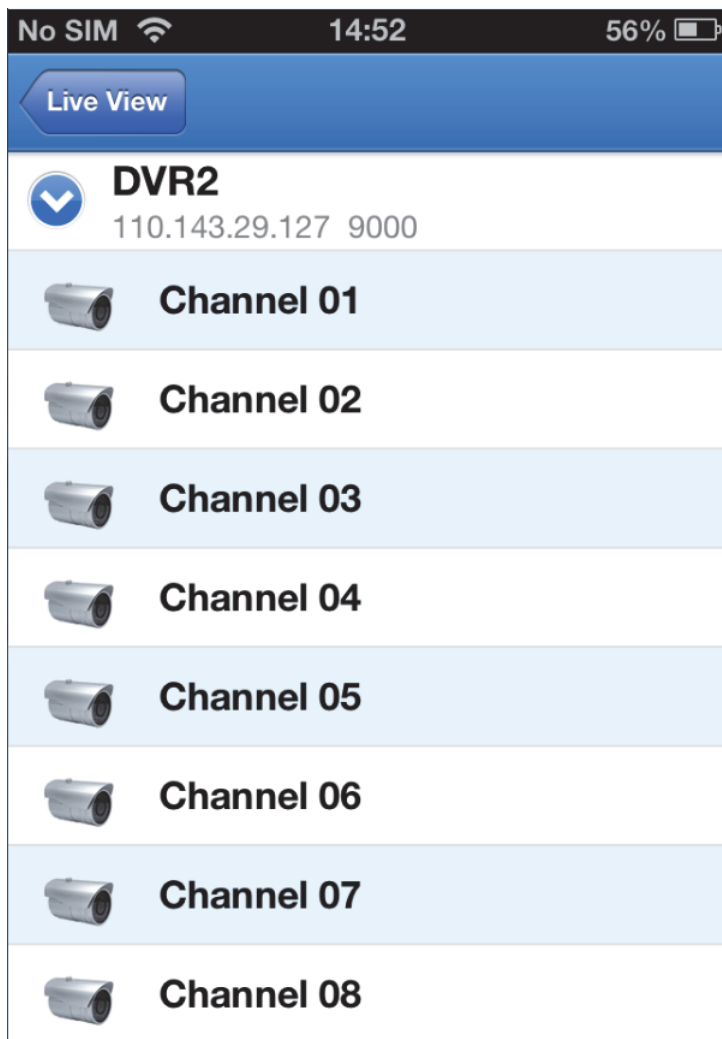 No SIM 14:52 56%
Live View
DVR2
110.143.29.127 9000
Channel 01
Channel 02
Channel 03
Channel 04
Channel 05
Channel 06
Channel 07
Channel 08